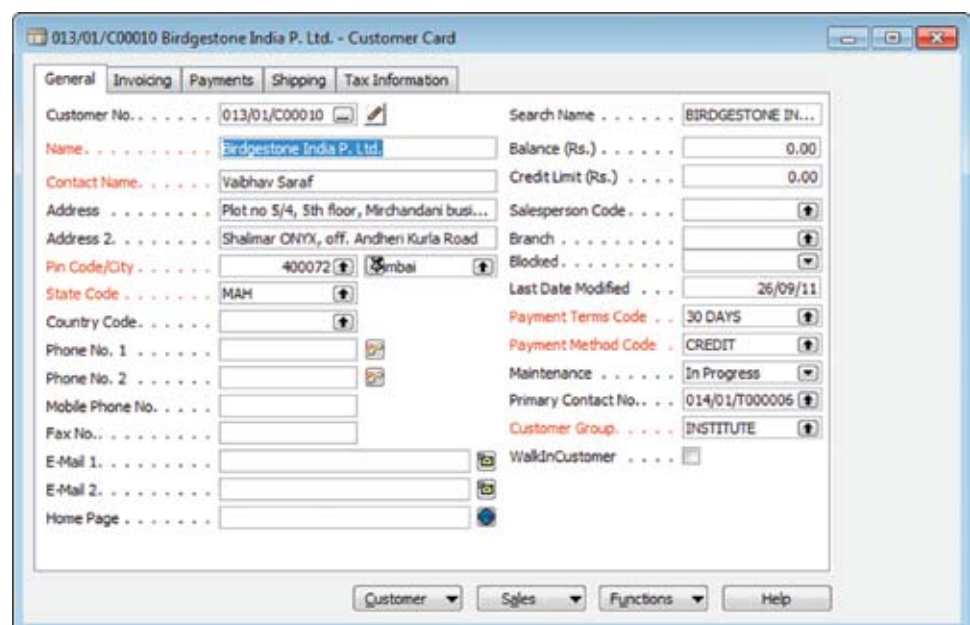 013/01/C00010 Birdgestone India P. Ltd. - Customer Card
General Invoicing Payments Shipping Tax Information
Customer No. 013/01/C00010
Name Birdgestone India P. Ltd.
Contact Name Vaibhav Saraf
Address Plot no 5/4, 5th floor, Mirchandani busi...
Address 2 Shalimar ONYX, off. Andheri Kurla Road
Pin Code/City 400072 mbai
State Code MAH
Country Code
Phone No. 1
Phone No. 2
Mobile Phone No.
Fax No.
E-Mail 1
E-Mail 2
Home Page
Search Name BIRDGESTONE IN...
Balance (Rs.) 0.00
Credit Limit (Rs.) 0.00
Salesperson Code
Branch
Blocked
Last Date Modified 26/09/11
Payment Terms Code 30 DAYS
Payment Method Code CREDIT
Maintenance In Progress
Primary Contact No. 014/01/T000006
Customer Group INSTITUTE
WalkInCustomer
Customer Sales Functions Help